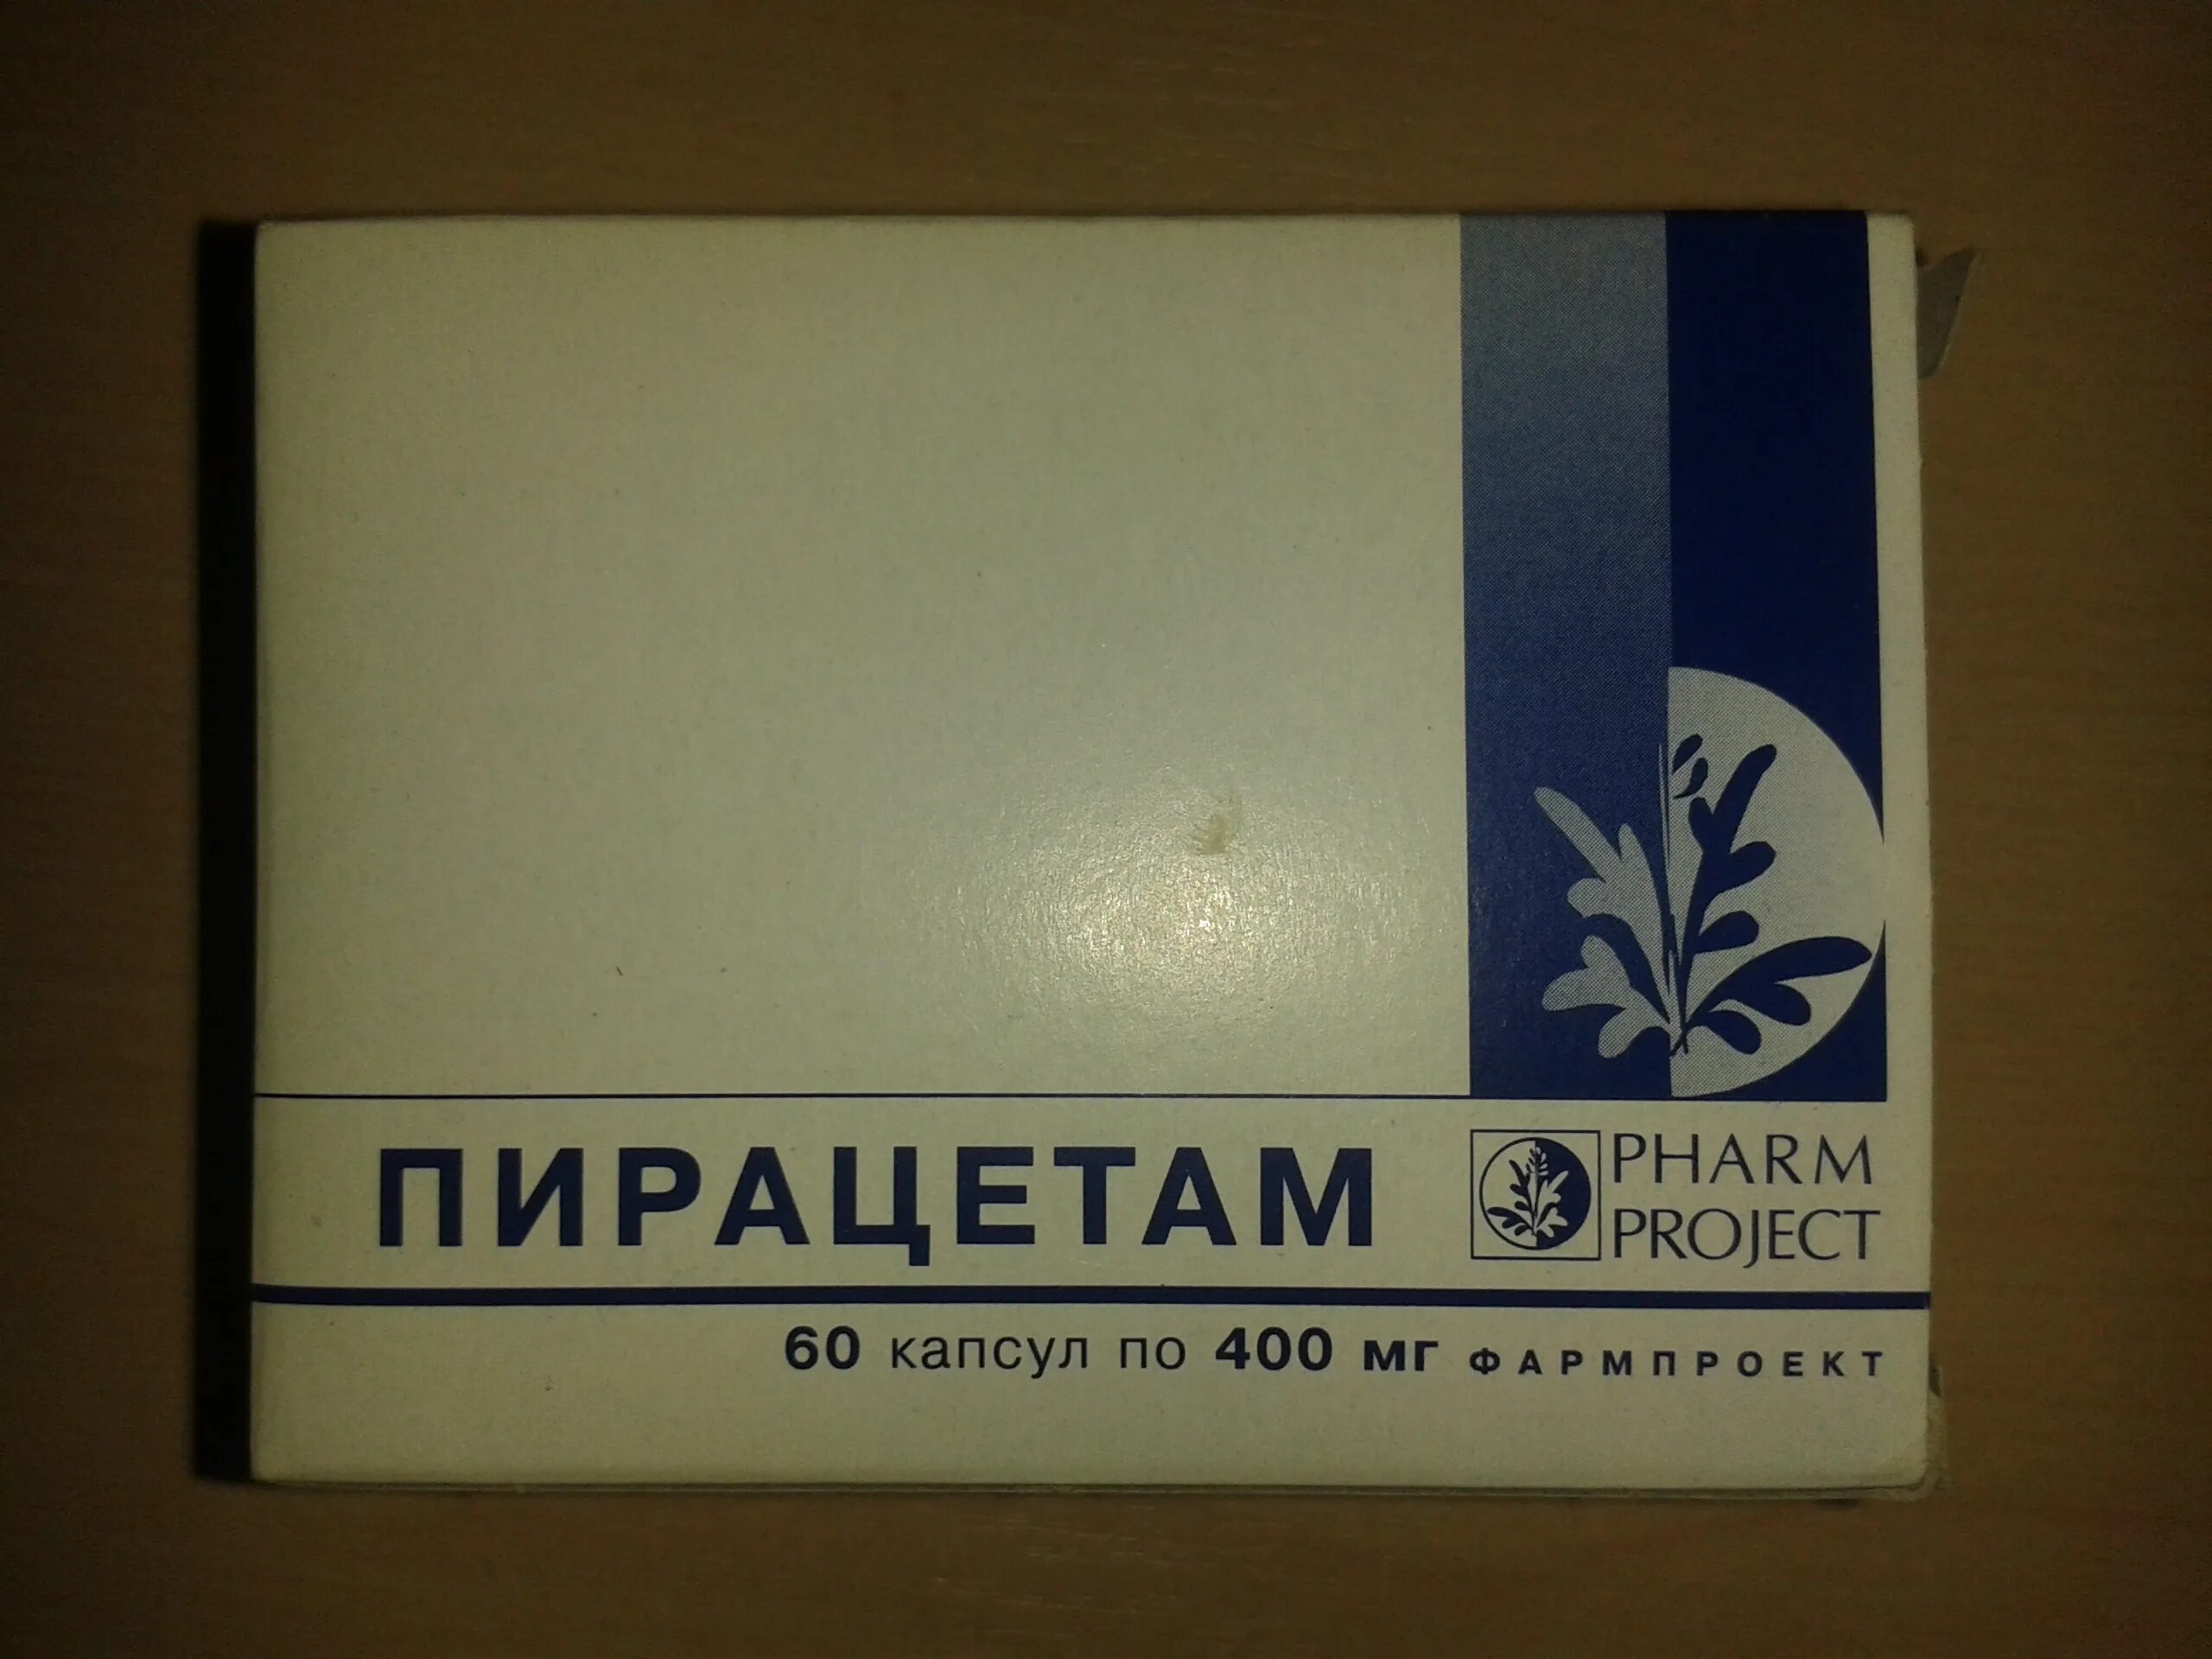 ПИРАЦЕТАМ
PHARM
PROJECT
60 капсул по 400 мг
ФАРМПРОЕКТ